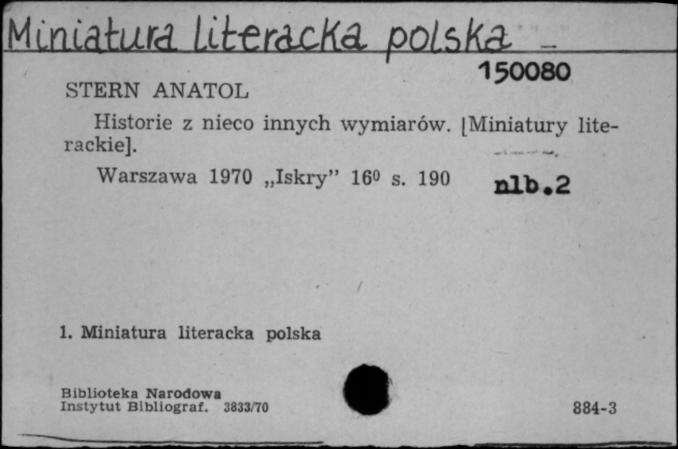 Miniatura literacka polska
150080
STERN ANATOL
Historie z nieco innych wymiarów. [Miniatury lite-
rackie].
Warszawa 1970 „Iskry” 16⁰ s. 190 nlb.2
1. Miniatura literacka polska
Biblioteka Narodowa
Instytut Bibliograf. 3833/70
884-3